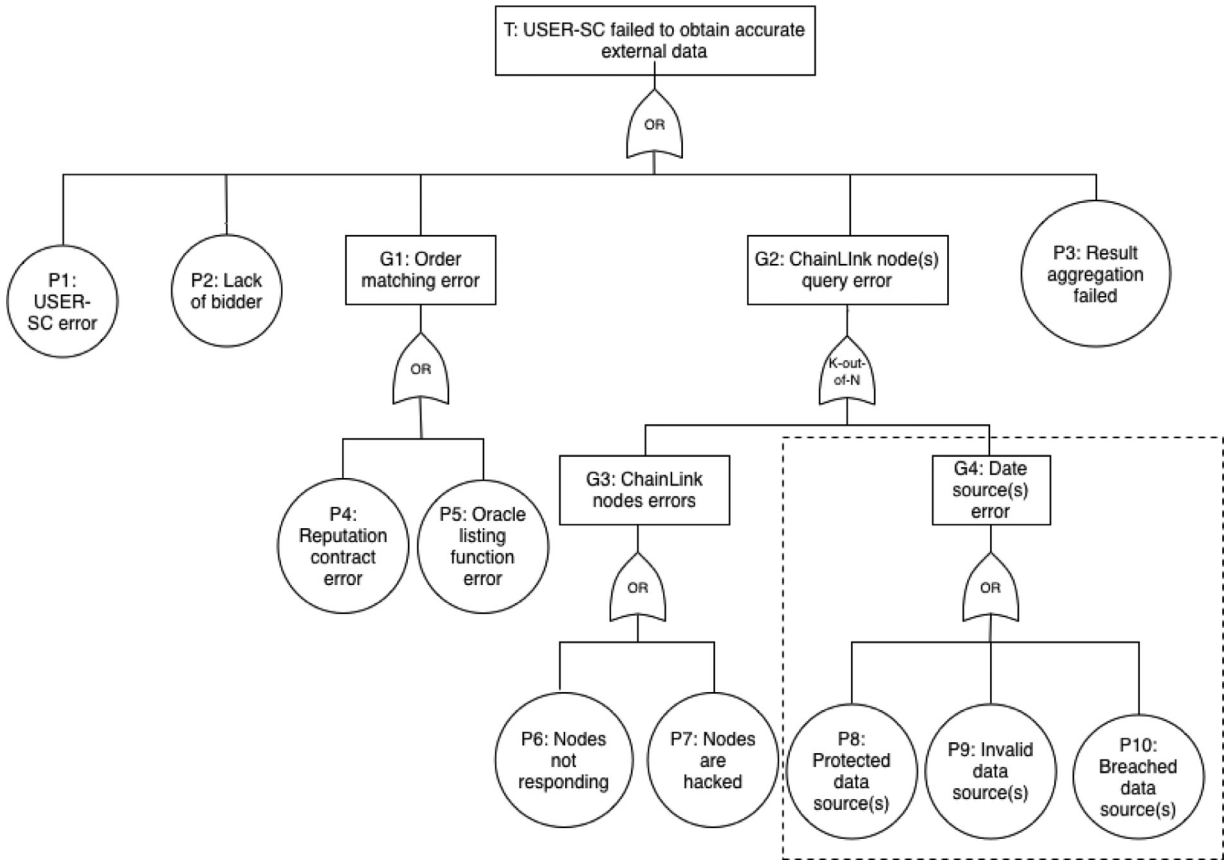 T: USER-SC failed to obtain accurate
external data
OR
P1:
USER-
SC error
P2: Lack
of bidder
G1: Order
matching error
G2: ChainLInk node(s)
query error
P3: Result
aggregation
failed
OR
K-out-
of-N
G3: ChainLink
nodes errors
G4: Date
source(s)
error
P4:
Reputation
contract
error
P5: Oracle
listing
function
error
OR
OR
P6: Nodes
not
responding
P7: Nodes
are
hacked
P8:
Protected
data
source(s)
P9: Invalid
data
source(s)
P10:
Breached
data
source(s)